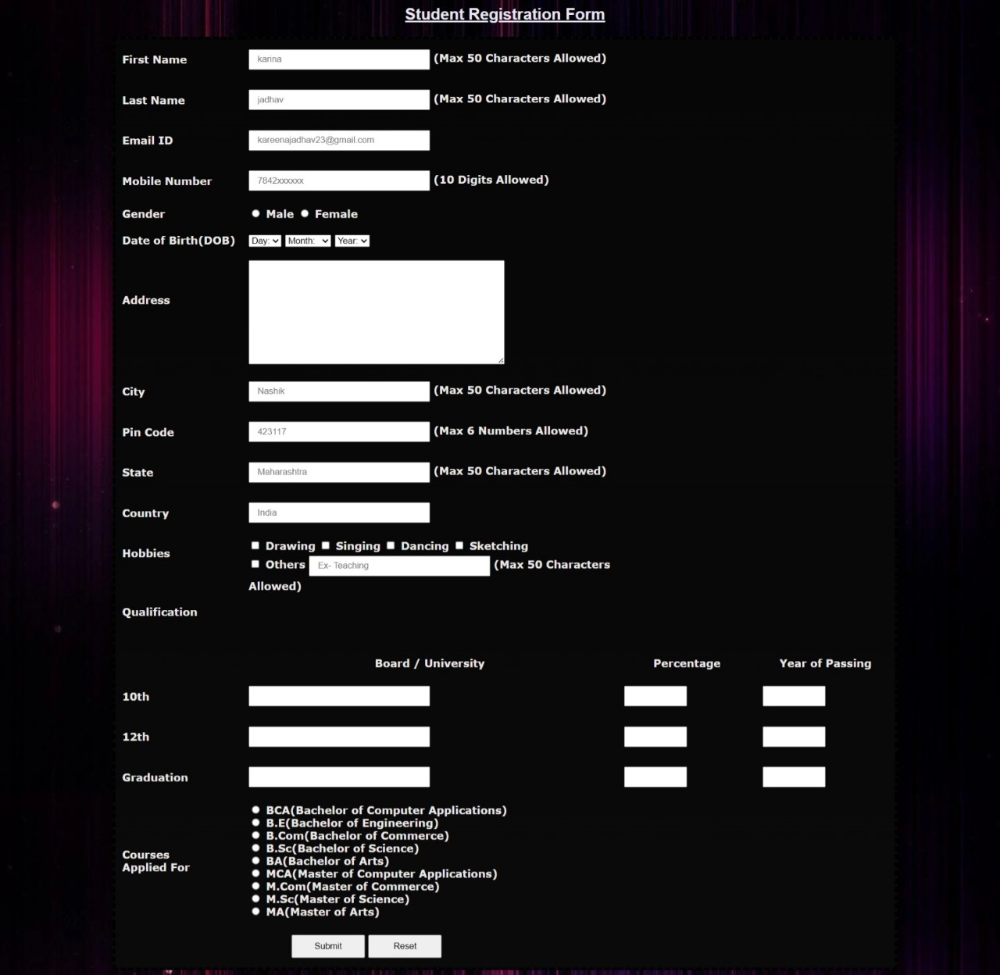 Student Registration Form
First Name karina (Max 50 Characters Allowed)
Last Name jadhav (Max 50 Characters Allowed)
Email ID kareenajadhav23@gmail.com
Mobile Number 7842xxxxxx (10 Digits Allowed)
Gender Male Female
Date of Birth(DOB) Day: Month: Year:
Address
City Nashik (Max 50 Characters Allowed)
Pin Code 423117 (Max 6 Numbers Allowed)
State Maharashtra (Max 50 Characters Allowed)
Country India
Hobbies Drawing Singing Dancing Sketching
Others Ex- Teaching (Max 50 Characters
Allowed)
Qualification
Board / University Percentage Year of Passing
10th
12th
Graduation
Courses
Applied For
BCA(Bachelor of Computer Applications)
B.E(Bachelor of Engineering)
B.Com(Bachelor of Commerce)
B.Sc(Bachelor of Science)
BA(Bachelor of Arts)
MCA(Master of Computer Applications)
M.Com(Master of Commerce)
M.Sc(Master of Science)
MA(Master of Arts)
Submit Reset